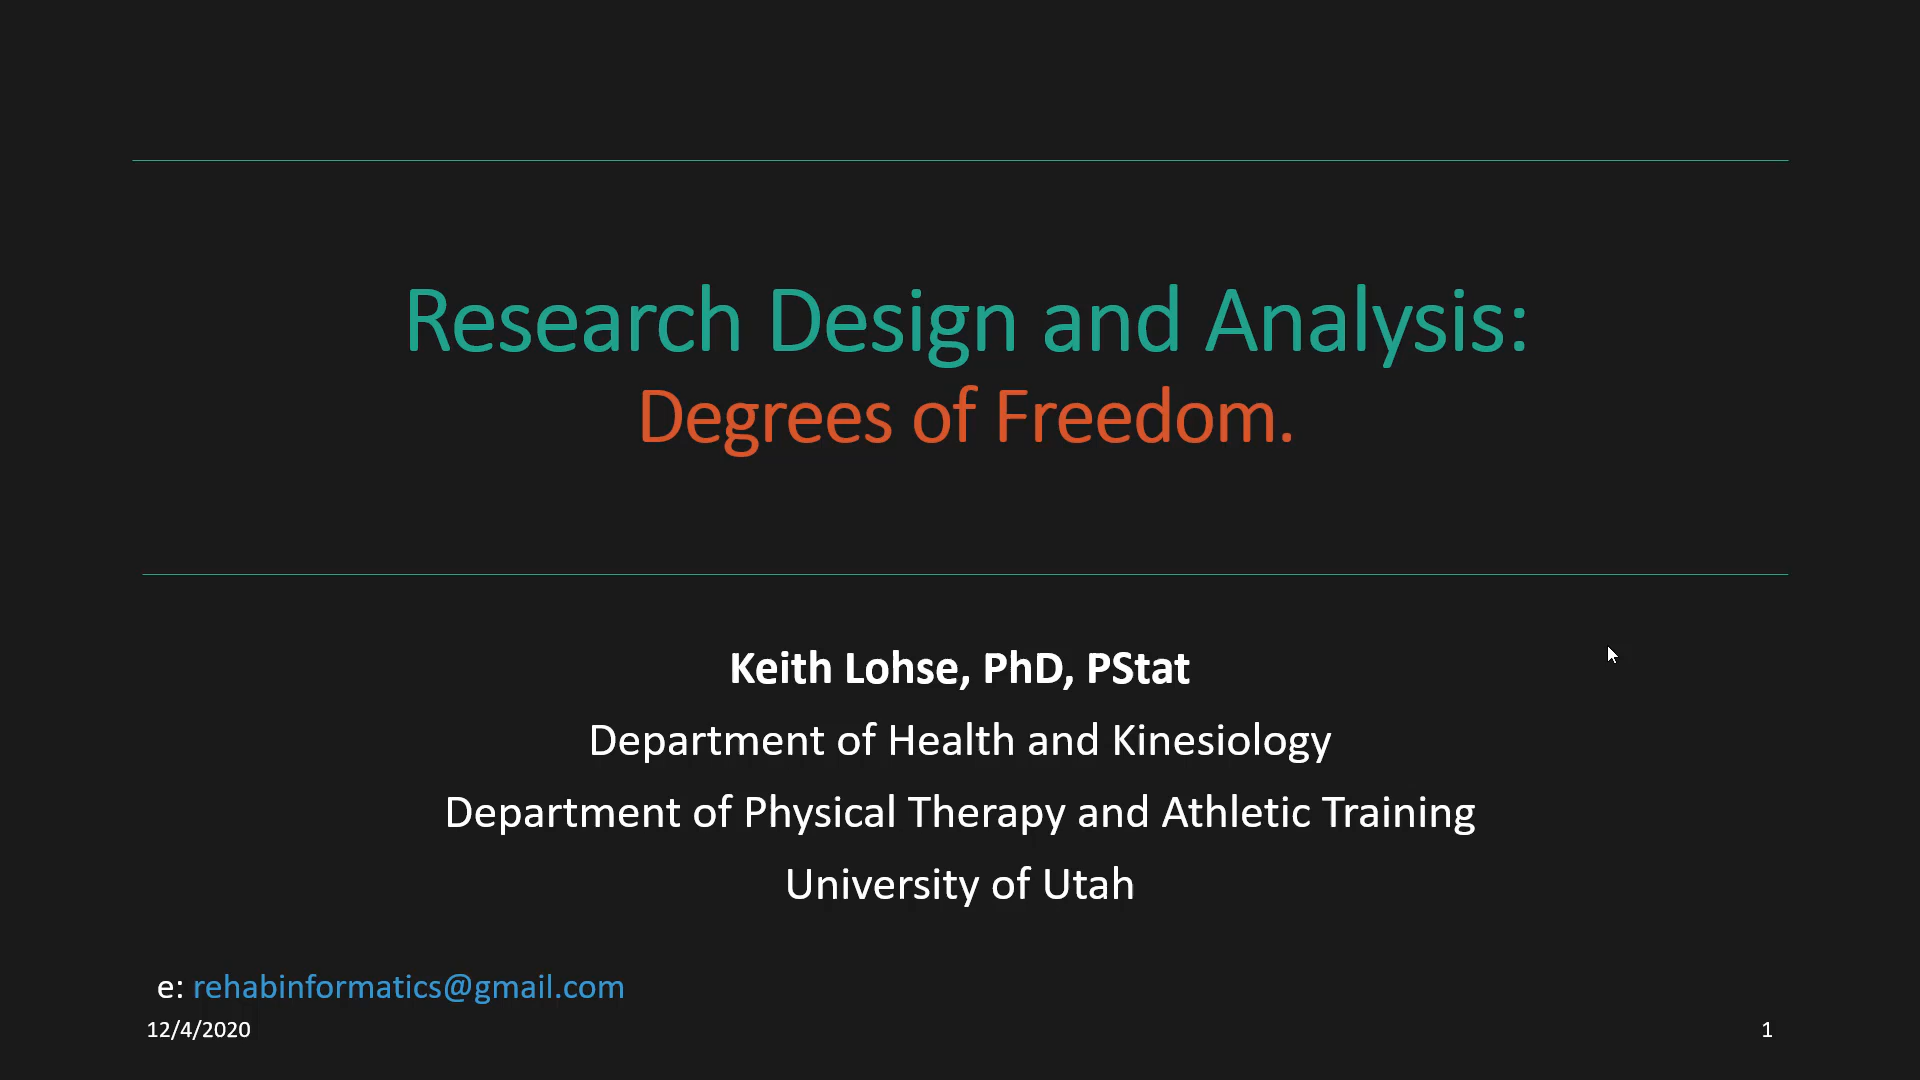 Research Design and Analysis:
Degrees of Freedom.
Keith Lohse, PhD, PStat
Department of Health and Kinesiology
Department of Physical Therapy and Athletic Training
University of Utah
e: rehabinformatics@gmail.com
12/4/2020
1